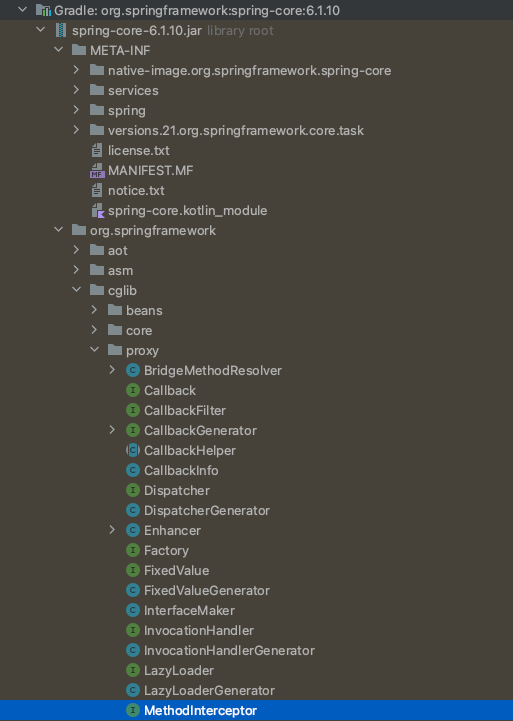 Gradle: org.springframework:spring-core:6.1.10
spring-core-6.1.10.jar library root
META-INF
native-image.org.springframework.spring-core
services
spring
versions.21.org.springframework.core.task
license.txt
MANIFEST.MF
notice.txt
spring-core.kotlin_module
org.springframework
aot
asm
cglib
beans
core
proxy
BridgeMethodResolver
Callback
CallbackFilter
CallbackGenerator
CallbackHelper
CallbackInfo
Dispatcher
DispatcherGenerator
Enhancer
Factory
FixedValue
FixedValueGenerator
InterfaceMaker
InvocationHandler
InvocationHandlerGenerator
LazyLoader
LazyLoaderGenerator
MethodInterceptor